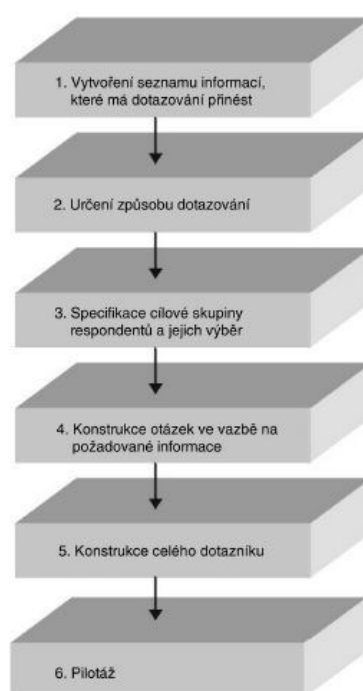 1. Vytvoření seznamu informací,
které má dotazování přinést
2. Určení způsobu dotazování
3. Specifikace cílové skupiny
respondentů a jejich výběr
4. Konstrukce otázek ve vazbě na
požadované informace
5. Konstrukce celého dotazníku
6. Pilotáž